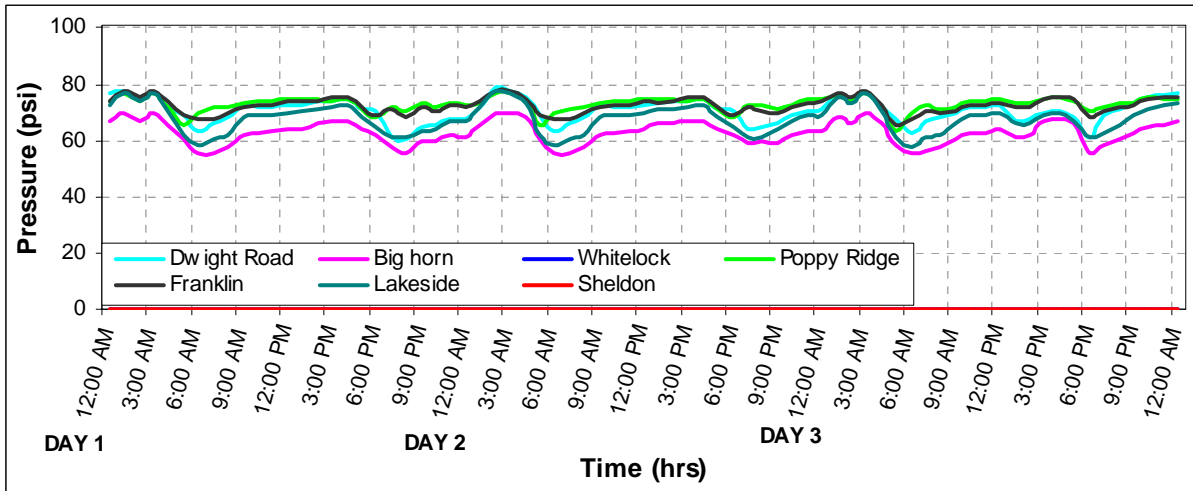 100
80
60
40
20
0
Pressure (psi)
Dwight Road Big horn Whitelock Poppy Ridge
Franklin Lakeside Sheldon
12:00 AM
3:00 AM
6:00 AM
9:00 AM
12:00 PM
3:00 PM
6:00 PM
9:00 PM
12:00 AM
3:00 AM
6:00 AM
9:00 AM
12:00 PM
3:00 PM
6:00 PM
9:00 PM
12:00 AM
3:00 AM
6:00 AM
9:00 AM
12:00 PM
3:00 PM
6:00 PM
9:00 PM
12:00 AM
DAY 1 DAY 2 DAY 3
Time (hrs)